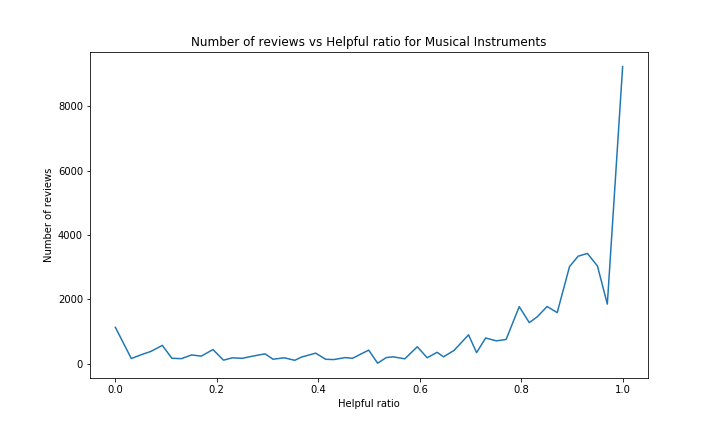 Number of reviews vs Helpful ratio for Musical Instruments
8000
6000
4000
2000
0
Number of reviews
0.0 0.2 0.4 0.6 0.8 1.0
Helpful ratio